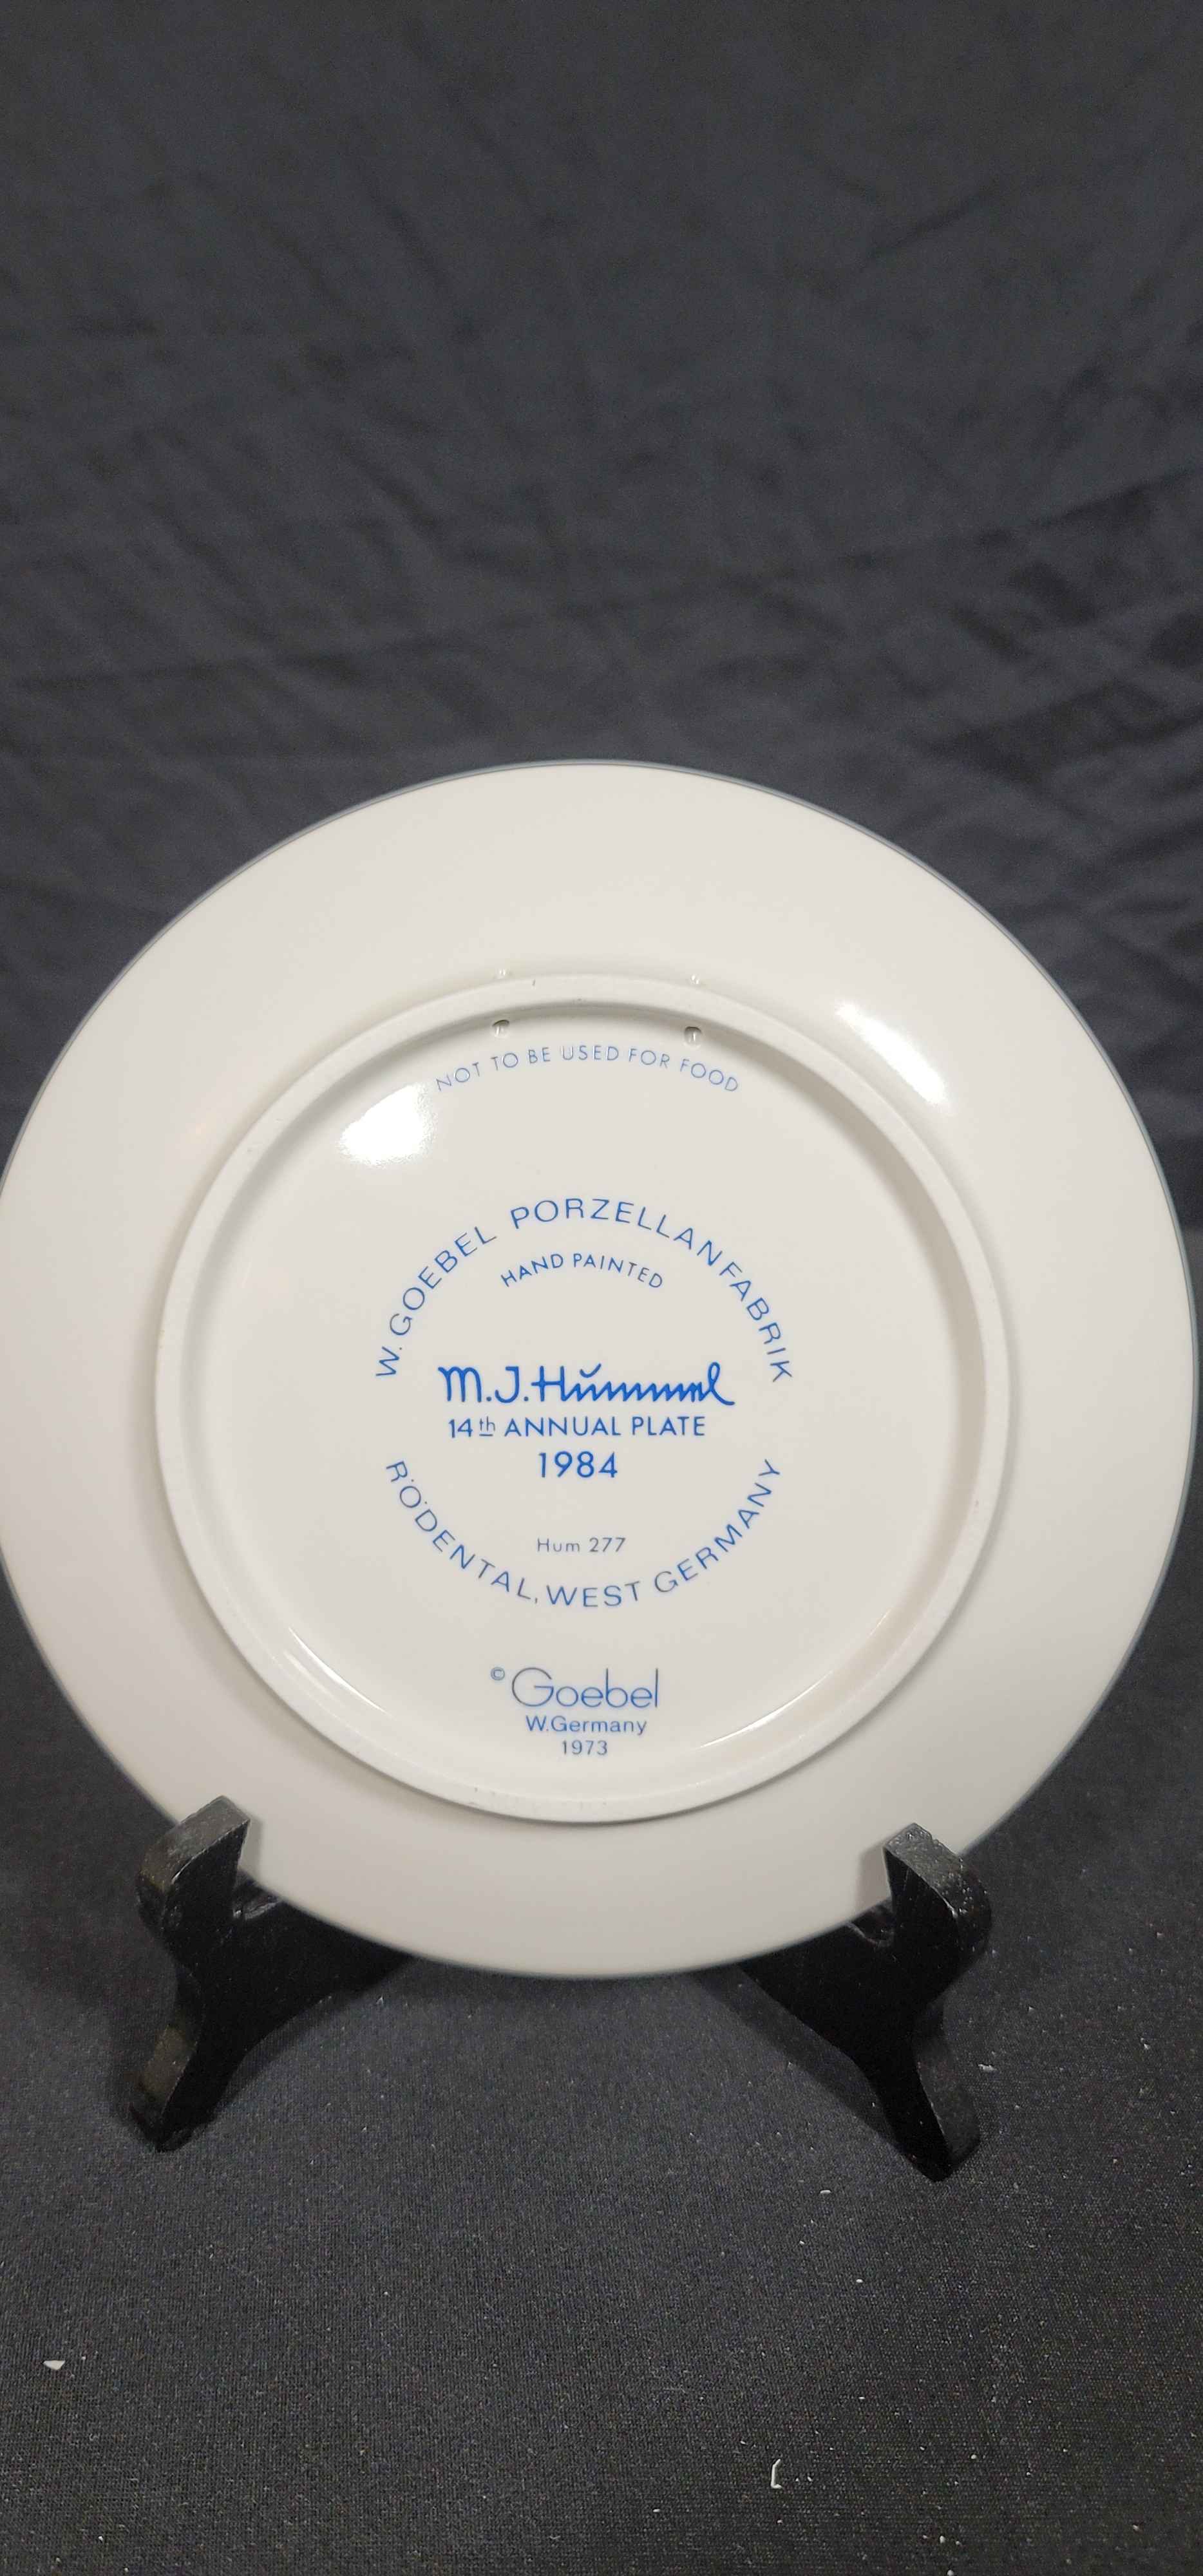 NOT TO BE USED FOR FOOD
W. GOEBEL PORZELLANFABRIK
HAND PAINTED
M.J.Hummel
14th ANNUAL PLATE
1984
Hum 277
RÖDENTAL, WEST GERMANY
© Goebel
W.Germany
1973